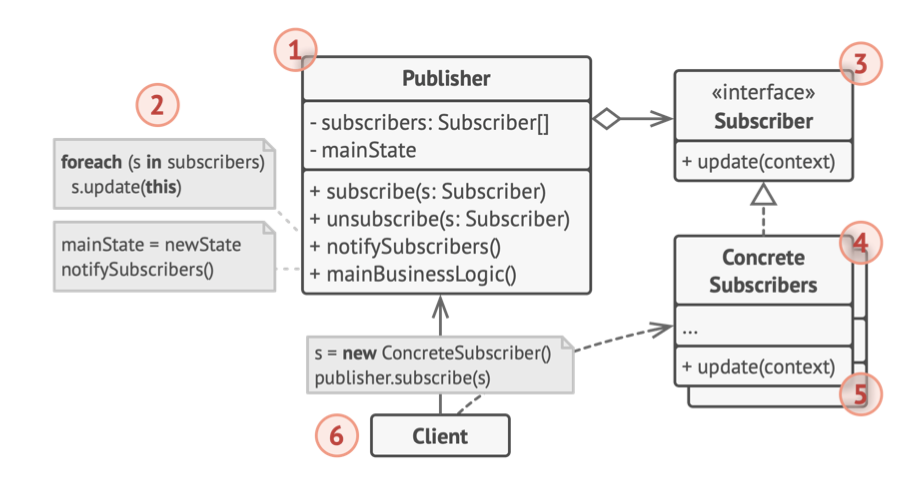 1
Publisher
- subscribers: Subscriber[]
- mainState
+ subscribe(s: Subscriber)
+ unsubscribe(s: Subscriber)
+ notifySubscribers()
+ mainBusinessLogic()
2
foreach (s in subscribers)
s.update(this)
mainState = newState
notifySubscribers()
3
«interface»
Subscriber
+ update(context)
4
Concrete
Subscribers
...
+ update(context)
5
s = new ConcreteSubscriber()
publisher.subscribe(s)
6
Client